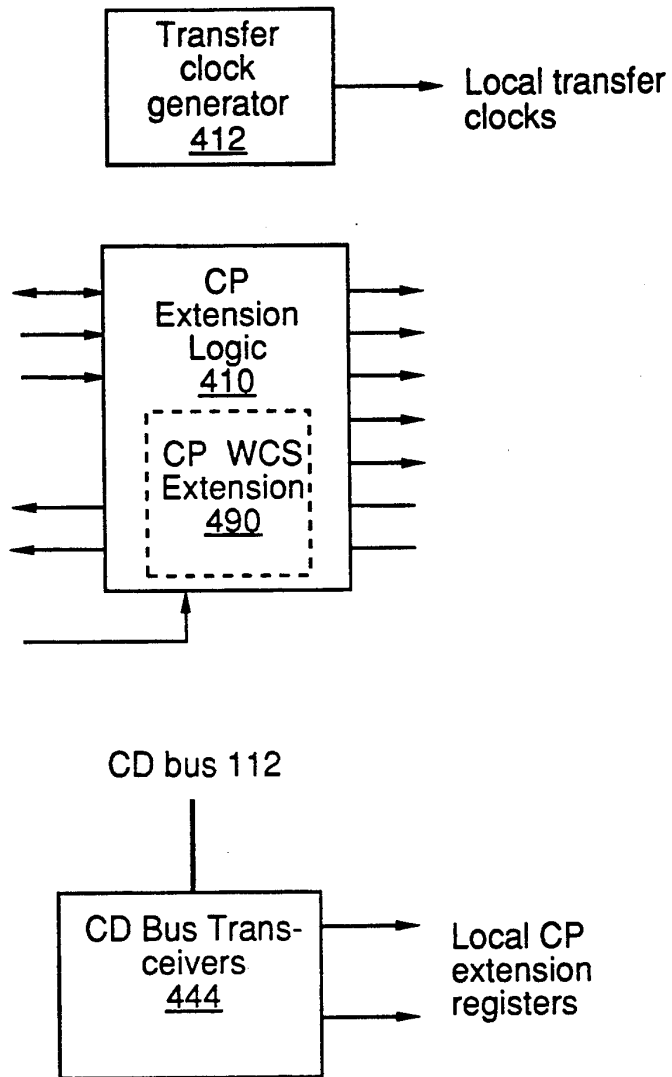 Transfer
clock
generator
412
Local transfer
clocks
CP
Extension
Logic
410
CP WCS
Extension
490
CD bus 112
CD Bus Trans-
ceivers
444
Local CP
extension
registers